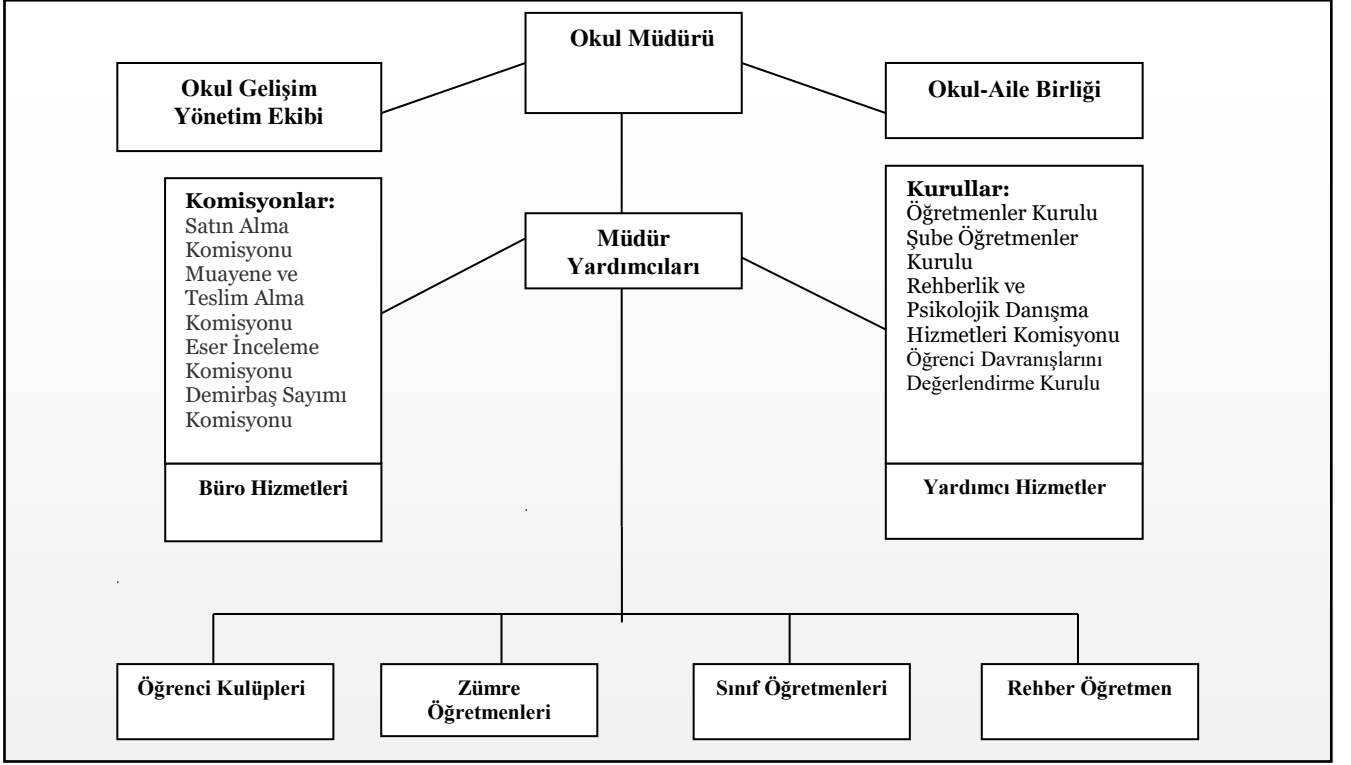 Okul Müdürü
Okul Gelişim
Yönetim Ekibi
Okul-Aile Birliği
Komisyonlar:
Satın Alma
Komisyonu
Muayene ve
Teslim Alma
Komisyonu
Eser İnceleme
Komisyonu
Demirbaş Sayımı
Komisyonu
Büro Hizmetleri
Müdür
Yardımcıları
Kurullar:
Öğretmenler Kurulu
Şube Öğretmenler
Kurulu
Rehberlik ve
Psikolojik Danışma
Hizmetleri Komisyonu
Öğrenci Davranışlarını
Değerlendirme Kurulu
Yardımcı Hizmetler
Öğrenci Kulüpleri
Zümre
Öğretmenleri
Sınıf Öğretmenleri
Rehber Öğretmen